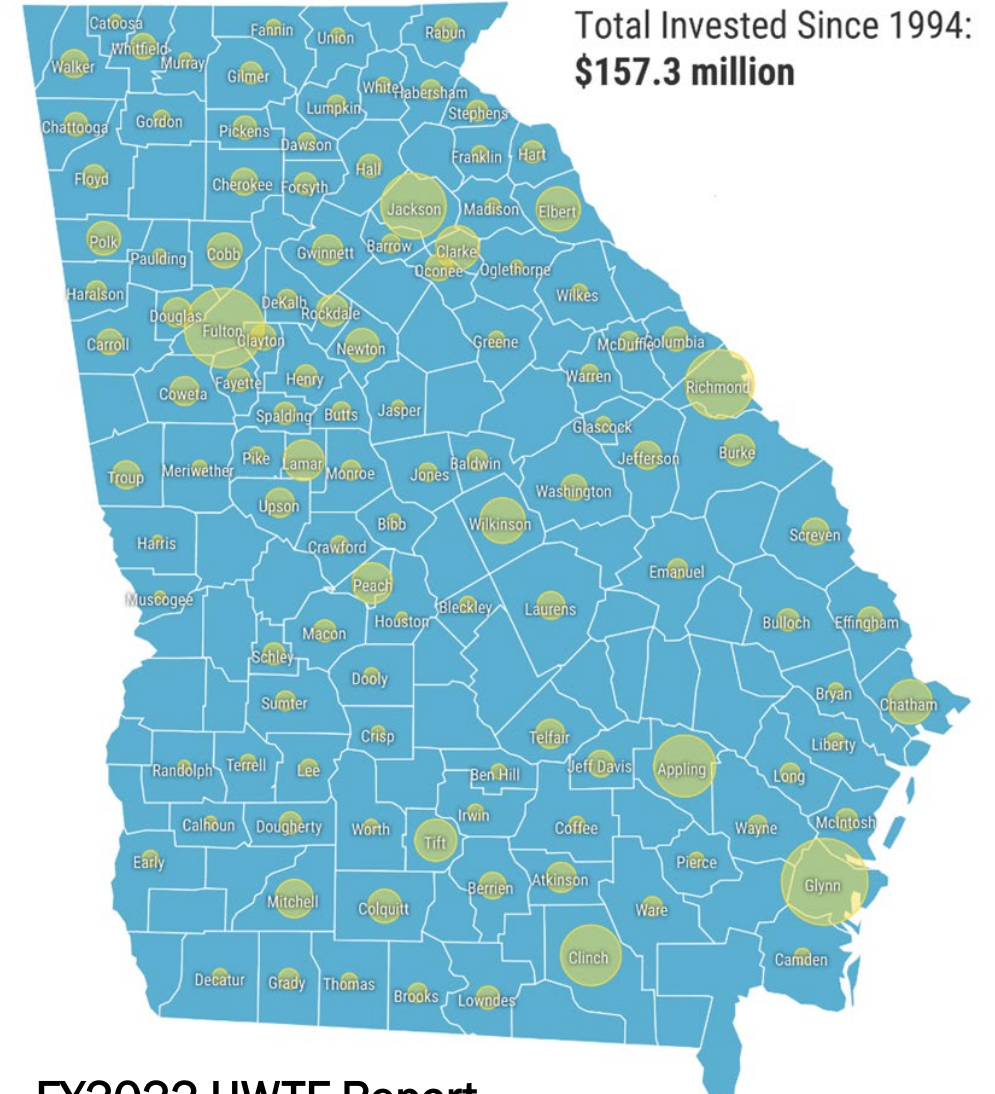 Total Invested Since 1994:
$157.3 million
Catoosa
Fannin
Union
Rabun
Whitfield
Murray
Walker
Gilmer
White
Habersham
Lumpkin
Stephens
Chattooga
Gordon
Pickens
Dawson
Franklin
Hart
Hall
Floyd
Cherokee
Forsyth
Jackson
Madison
Elbert
Polk
Paulding
Cobb
Gwinnett
Barrow
Clarke
Oconee
Oglethorpe
Haralson
Wilkes
Douglas
DeKalb
Rockdale
Fulton
Clayton
Carroll
Newton
Greene
McDuffie
Columbia
Coweta
Fayette
Henry
Warren
Richmond
Spalding
Butts
Jasper
Glascock
Troup
Meriwether
Pike
Lamar
Monroe
Jones
Baldwin
Jefferson
Burke
Washington
Upson
Bibb
Wilkinson
Screven
Harris
Crawford
Emanuel
Peach
Muscogee
Houston
Bleckley
Laurens
Bulloch
Effingham
Macon
Schley
Dooly
Sumter
Bryan
Chatham
Crisp
Telfair
Liberty
Randolph
Terrell
Lee
Ben Hill
Jeff Davis
Appling
Long
Calhoun
Dougherty
Worth
Irwin
Coffee
Wayne
McIntosh
Tift
Early
Pierce
Glynn
Mitchell
Colquitt
Berrien
Atkinson
Ware
Clinch
Camden
Decatur
Grady
Thomas
Brooks
Lowndes